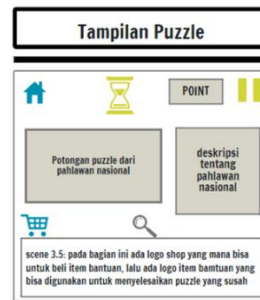 Tampilan Puzzle
POINT
Potongan puzzle dari
pahlawan nasional
deskripsi
tentang
pahlawan
nasional
scene 3.5: pada bagian ini ada logo shop yang mana bisa
untuk beli item bantuan, lalu ada logo item bamtuan yang
bisa digunakan untuk menyelesaikan puzzle yang susah